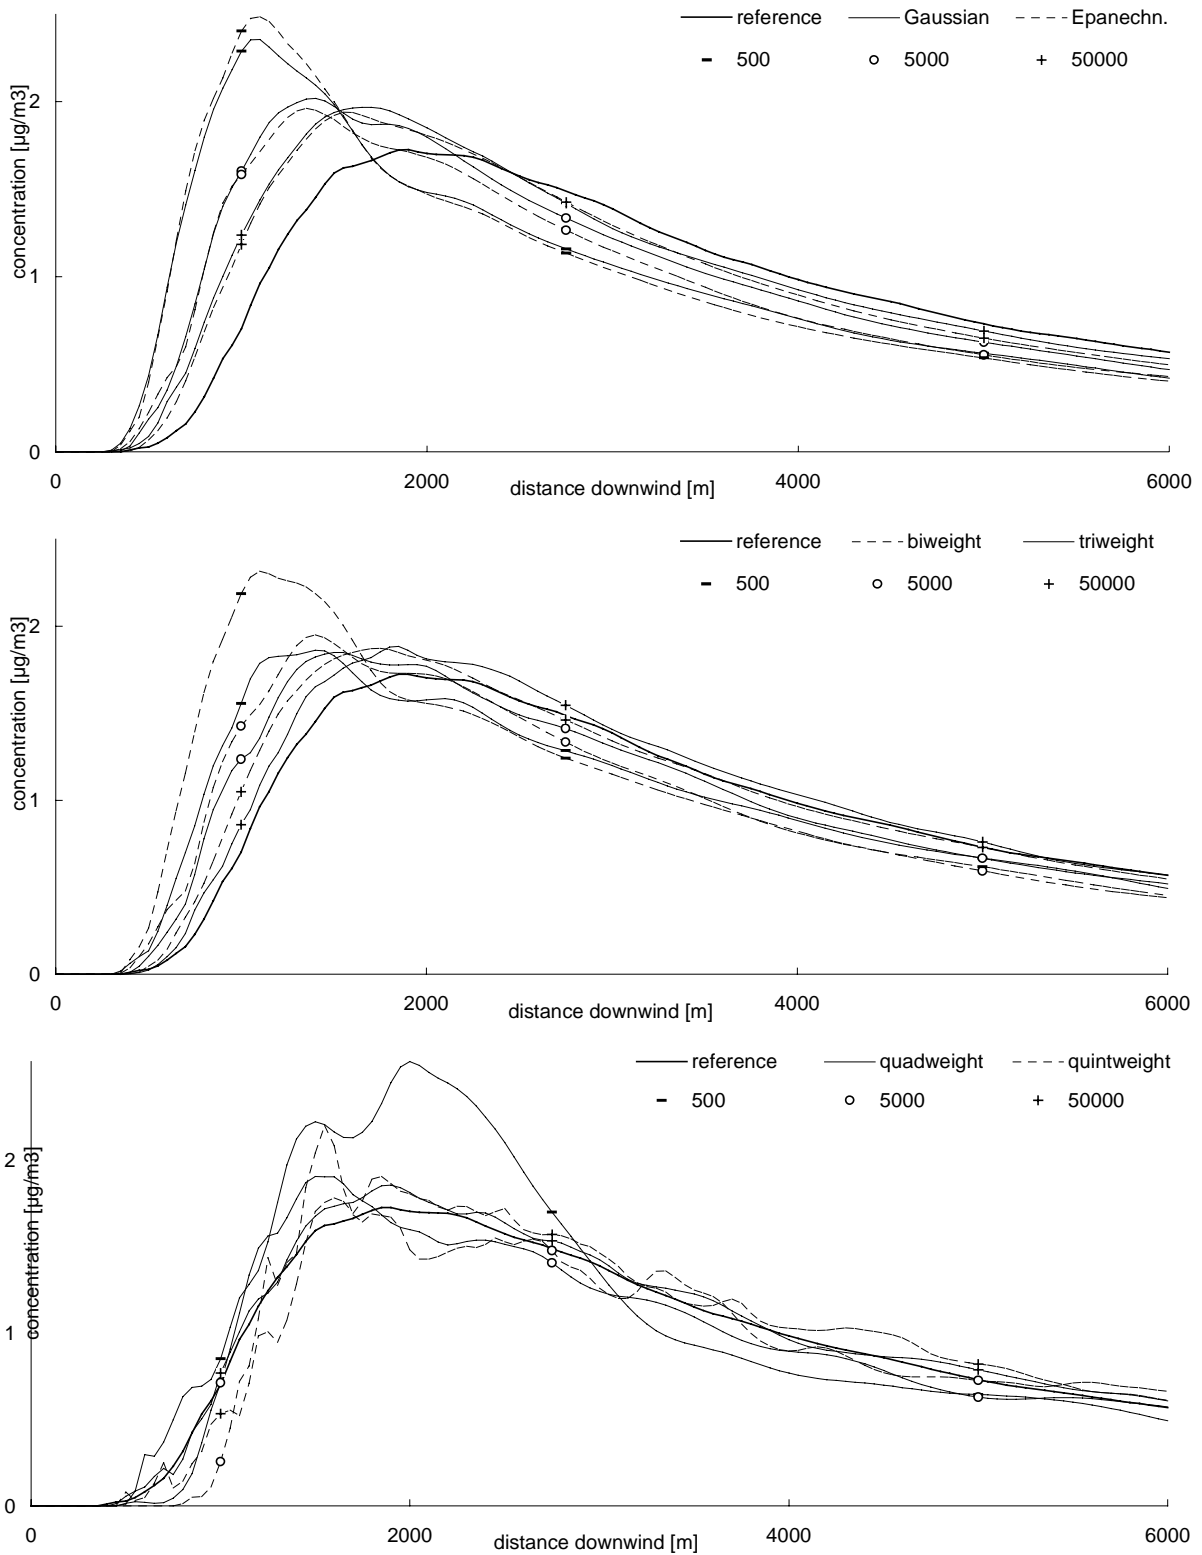 reference Gaussian Epanechn.
500 5000 50000
concentration [µg/m3]
2
1
0
0 2000 4000 6000
distance downwind [m]
reference biweight triweight
500 5000 50000
concentration [µg/m3]
2
1
0
0 2000 4000 6000
distance downwind [m]
reference quadweight quintweight
500 5000 50000
concentration [µg/m3]
2
1
0
0 2000 4000 6000
distance downwind [m]